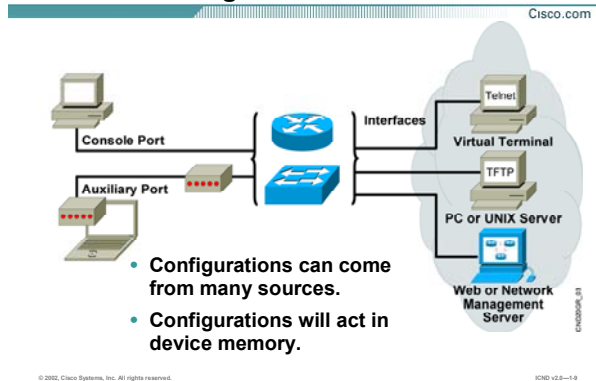 Cisco.com
Telnet
Interfaces
Console Port
Virtual Terminal
TFTP
Auxiliary Port
PC or UNIX Server
• Configurations can come
from many sources.
• Configurations will act in
device memory.
Web or Network
Management
Server
© 2002, Cisco Systems, Inc. All rights reserved.
ICND v2.0—1-9